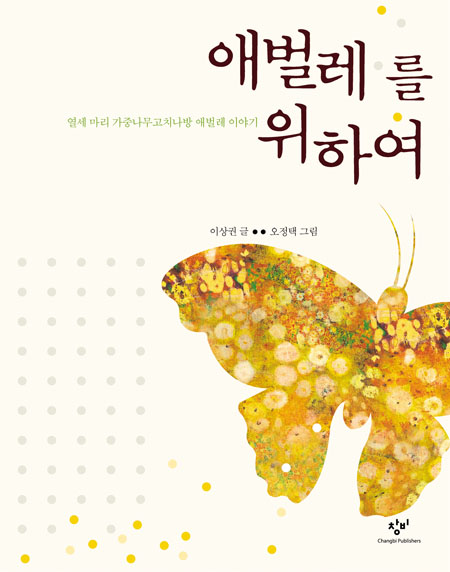 애벌레를
위하여
열세 마리 가중나무고치나방 애벌레 이야기
이상권 글 ●● 오정택 그림
창비
Changbi Publishers